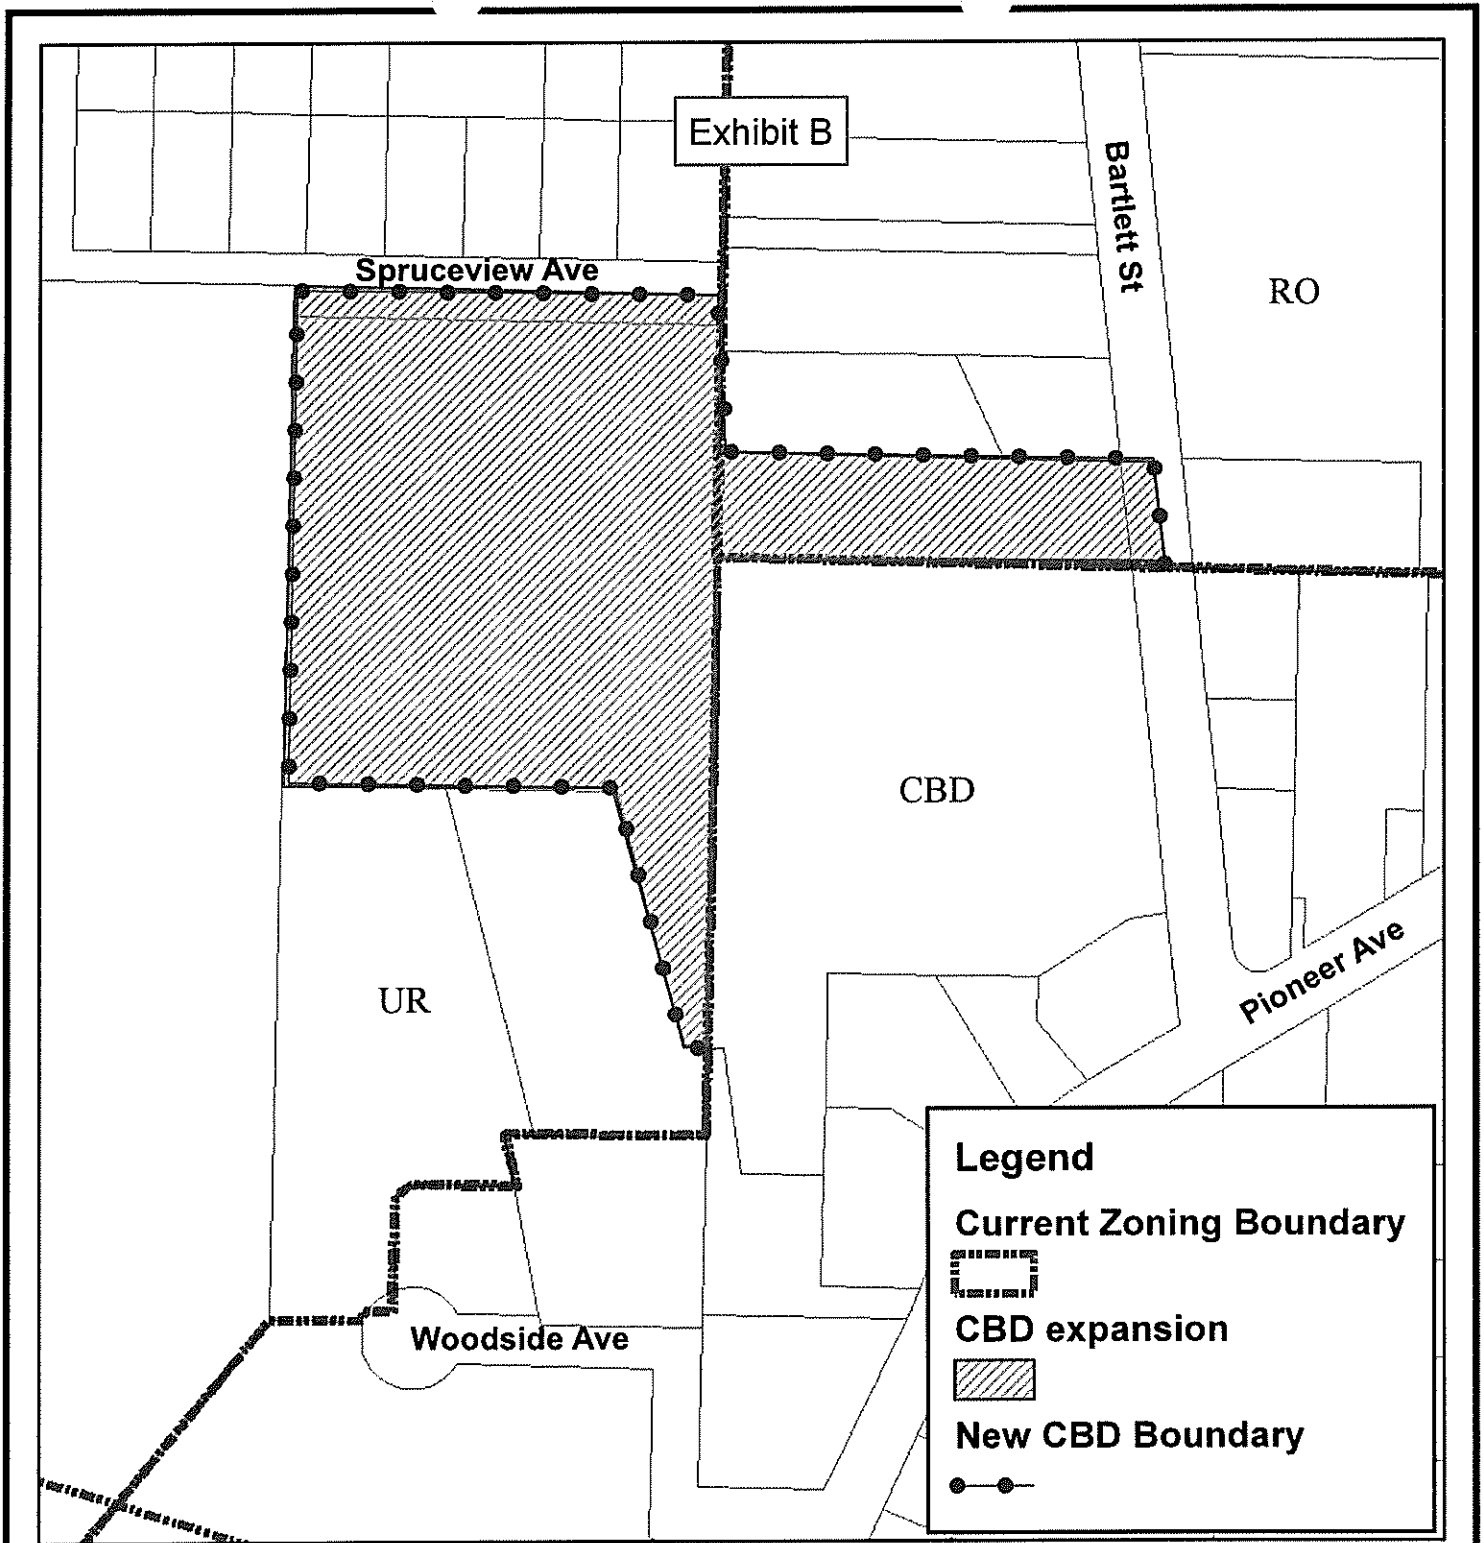 Exhibit B
Bartlett St
Spruceview Ave
RO
CBD
UR
Pioneer Ave
Woodside Ave
Legend
Current Zoning Boundary
CBD expansion
New CBD Boundary